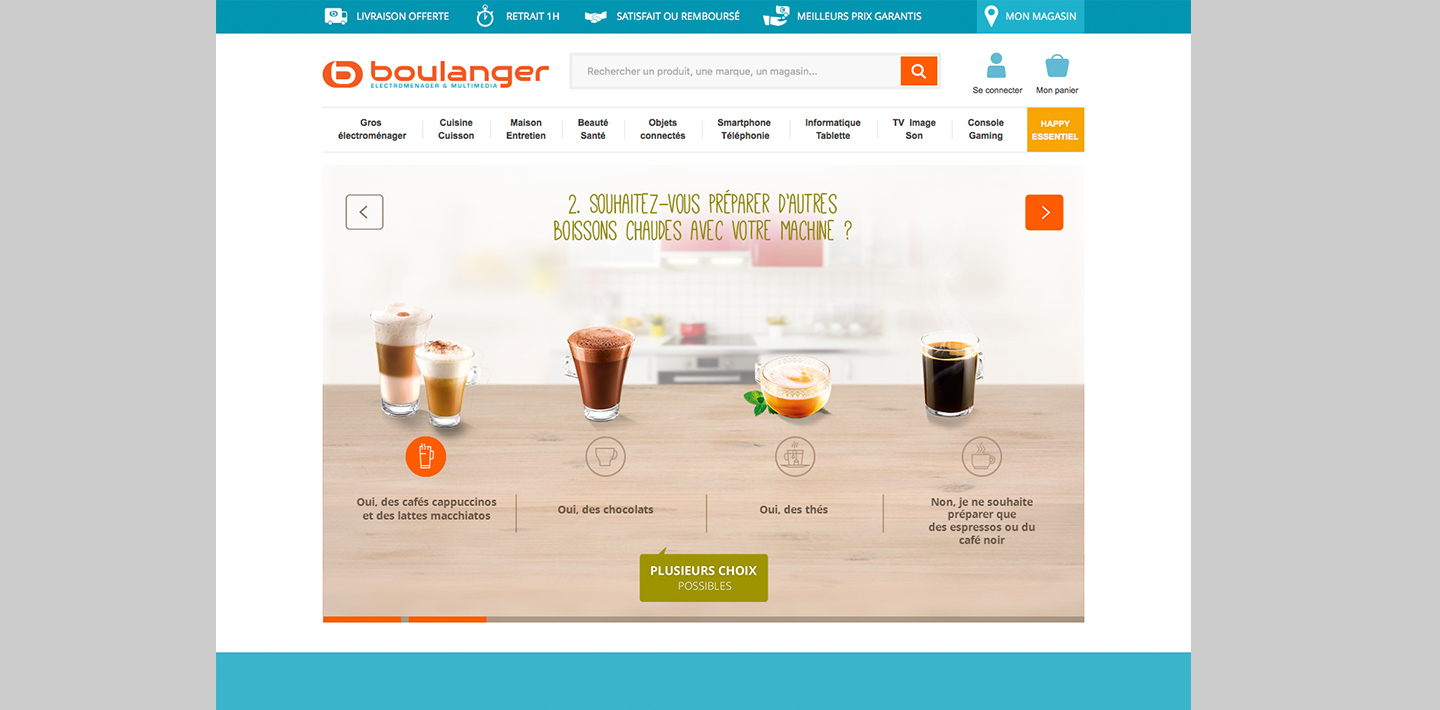 LIVRAISON OFFERTE
RETRAIT 1H
SATISFAIT OU REMBOURSÉ
MEILLEURS PRIX GARANTIS
MON MAGASIN
boulanger
ELECTROMENAGER & MULTIMEDIA
Rechercher un produit, une marque, un magasin...
Se connecter
Mon panier
Gros
électroménager
Cuisine
Cuisson
Maison
Entretien
Beauté
Santé
Objets
connectés
Smartphone
Téléphonie
Informatique
Tablette
TV Image
Son
Console
Gaming
HAPPY
ESSENTIEL
2. SOUHAITEZ-VOUS PRÉPARER D'AUTRES
BOISSONS CHAUDES AVEC VOTRE MACHINE ?
Oui, des cafés cappuccinos
et des lattes macchiatos
Oui, des chocolats
Oui, des thés
Non, je ne souhaite
préparer que
des espressos ou du
café noir
PLUSIEURS CHOIX
POSSIBLES